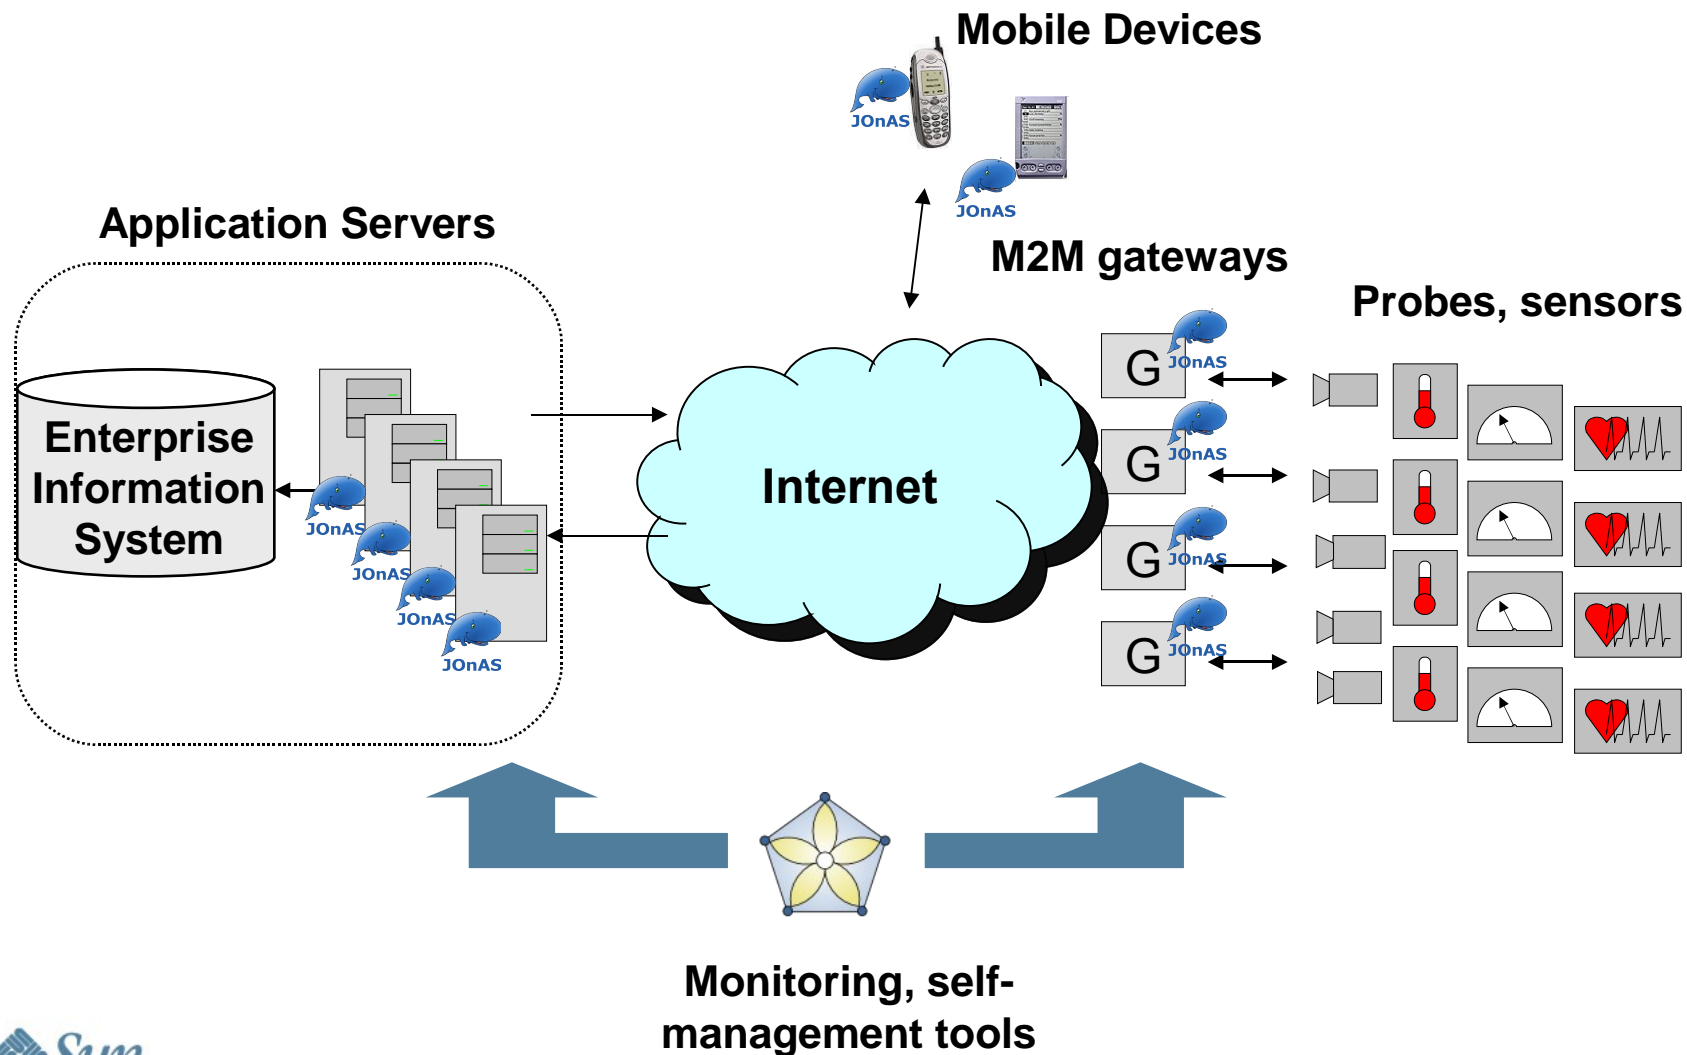 Mobile Devices
JOnAS
JOnAS
Application Servers
M2M gateways
Probes, sensors
Enterprise
Information
System
JOnAS
JOnAS
JOnAS
JOnAS
Internet
G
JOnAS
G
JOnAS
G
JOnAS
G
JOnAS
Monitoring, self-
management tools
Sun